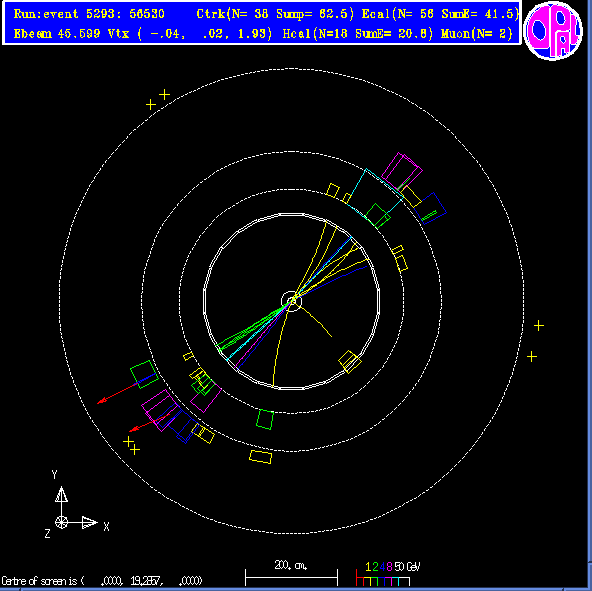 Run:event 5293: 56530 Ctrk(N= 38 Sump= 62.5) Ecal(N= 56 SumE= 41.5)
Ebeam 45.599 Vtx ( -.04, .02, 1.93) Hcal(N=18 SumE= 20.8) Muon(N= 2)
OPAL
Y
X
Z
200. cm.
1 2 4 8 50 GeV
Centre of screen is ( .0000, 19.2857, .0000)